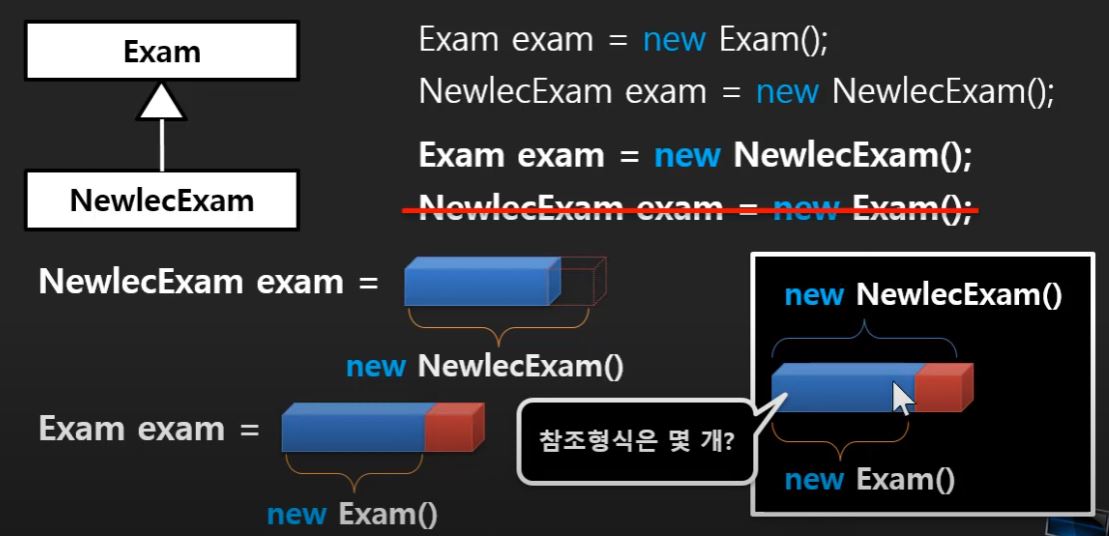 Exam
NewlecExam
Exam exam = new Exam();
NewlecExam exam = new NewlecExam();
Exam exam = new NewlecExam();
NewlecExam exam = new Exam();
NewlecExam exam =
new NewlecExam()
Exam exam =
new Exam()
참조형식은 몇 개?
new NewlecExam()
new Exam()